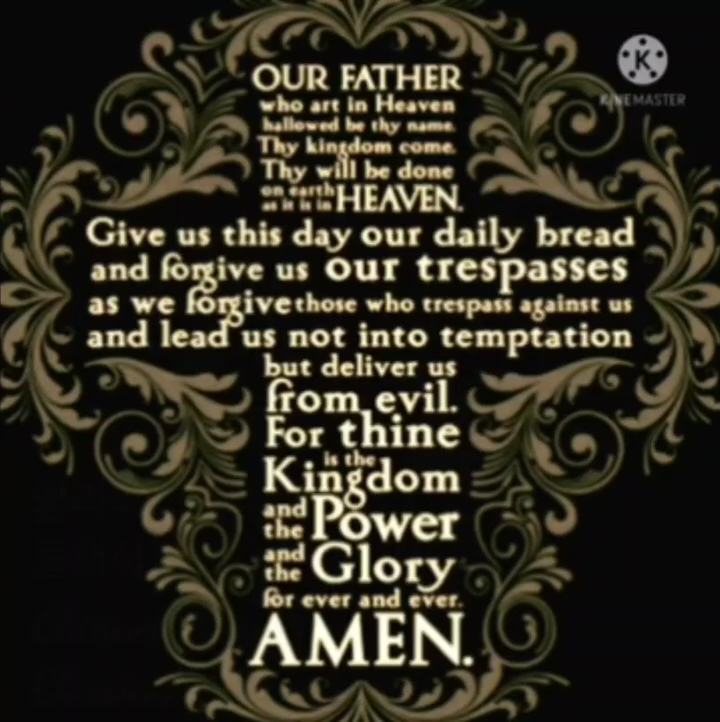 OUR FATHER
who art in Heaven
hallowed be thy name.
Thy kingdom come.
Thy will be done
on earth
as it is in HEAVEN.
Give us this day our daily bread
and forgive us our trespasses
as we forgive those who trespass against us
and lead us not into temptation
but deliver us
from evil.
For thine
is the
Kingdom
and the Power
and the Glory
for ever and ever.
AMEN.
K
KINEMASTER